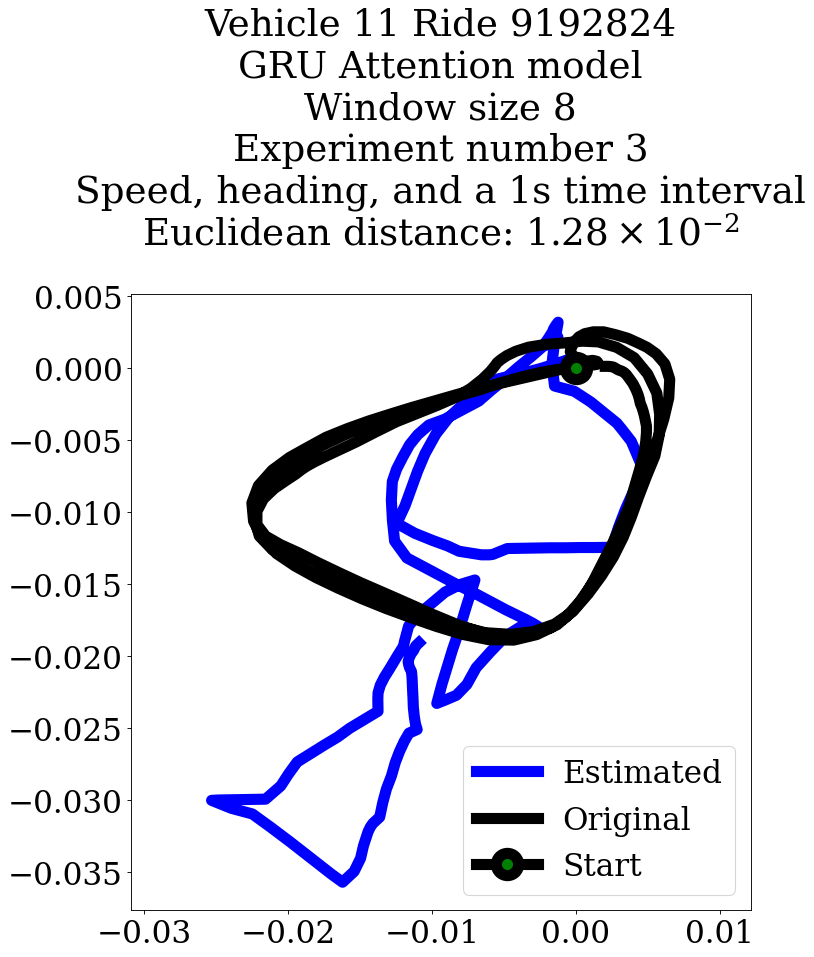 Vehicle 11 Ride 9192824
GRU Attention model
Window size 8
Experiment number 3
Speed, heading, and a 1s time interval
Euclidean distance: 1.28 × 10⁻²
0.005
0.000
−0.005
−0.010
−0.015
−0.020
−0.025
−0.030
−0.035
Estimated
Original
Start
−0.03
−0.02
−0.01
0.00
0.01